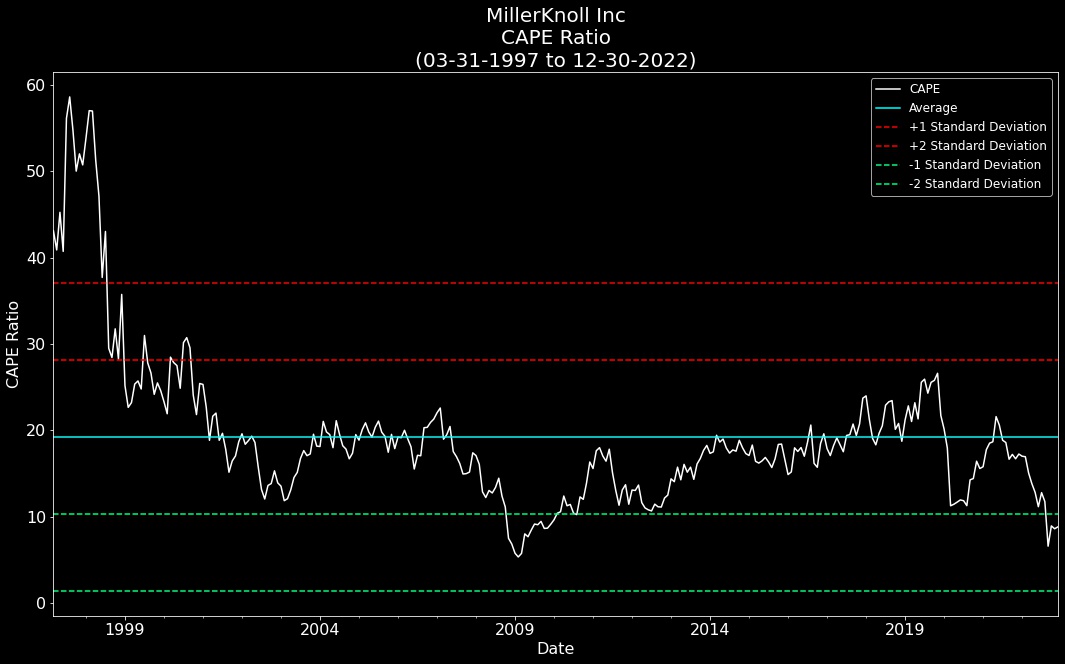 MillerKnoll Inc
CAPE Ratio
(03-31-1997 to 12-30-2022)
CAPE
Average
+1 Standard Deviation
+2 Standard Deviation
-1 Standard Deviation
-2 Standard Deviation
CAPE Ratio
60
50
40
30
20
10
0
1999 2004 2009 2014 2019
Date